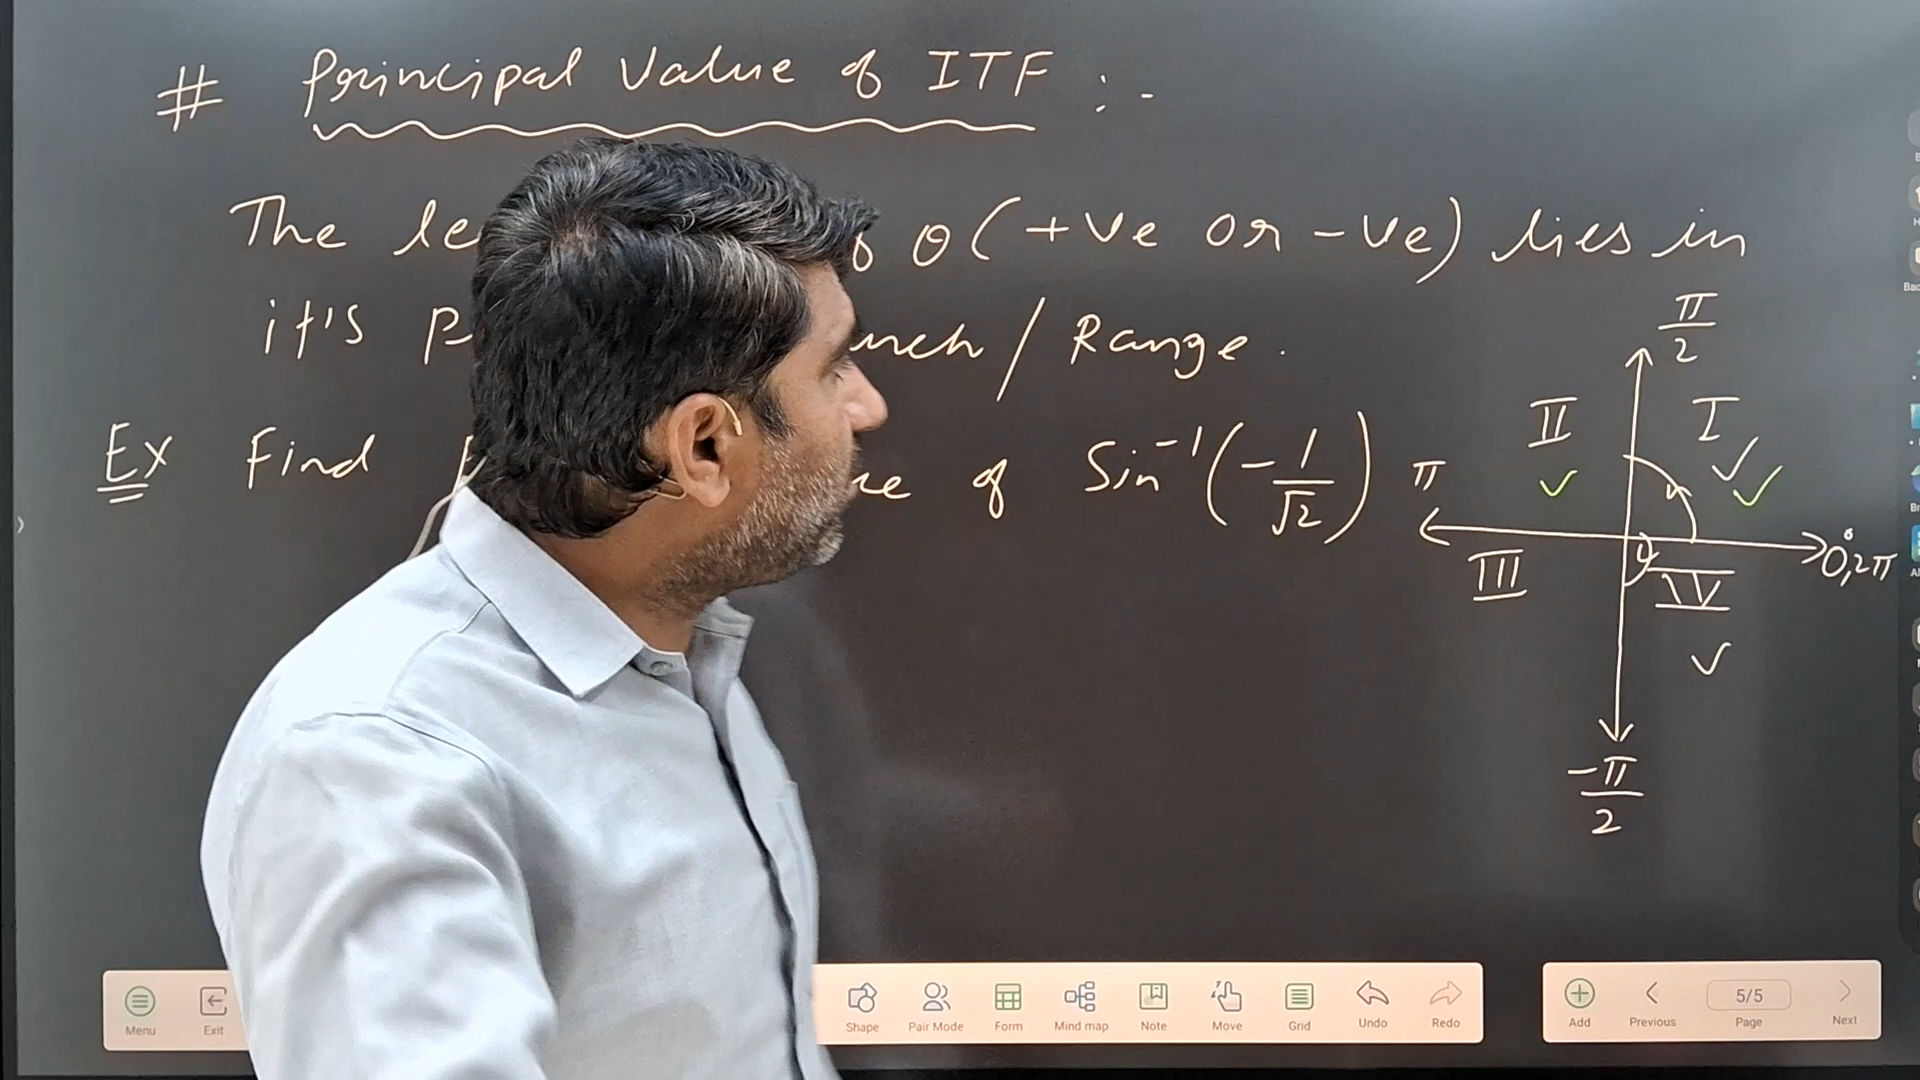 # Principal Value of ITF :-
The of θ (+ve or -ve) lies in
it's / Range.
Ex Find of Sin⁻¹(-1/√2)
π/2
II I
✓ ✓ ✓
π
0°, 2π
III IV
✓
-π/2
Menu Exit Shape Pair Mode Form Mind map Note Move Grid Undo Redo
Add Previous 5/5 Page Next